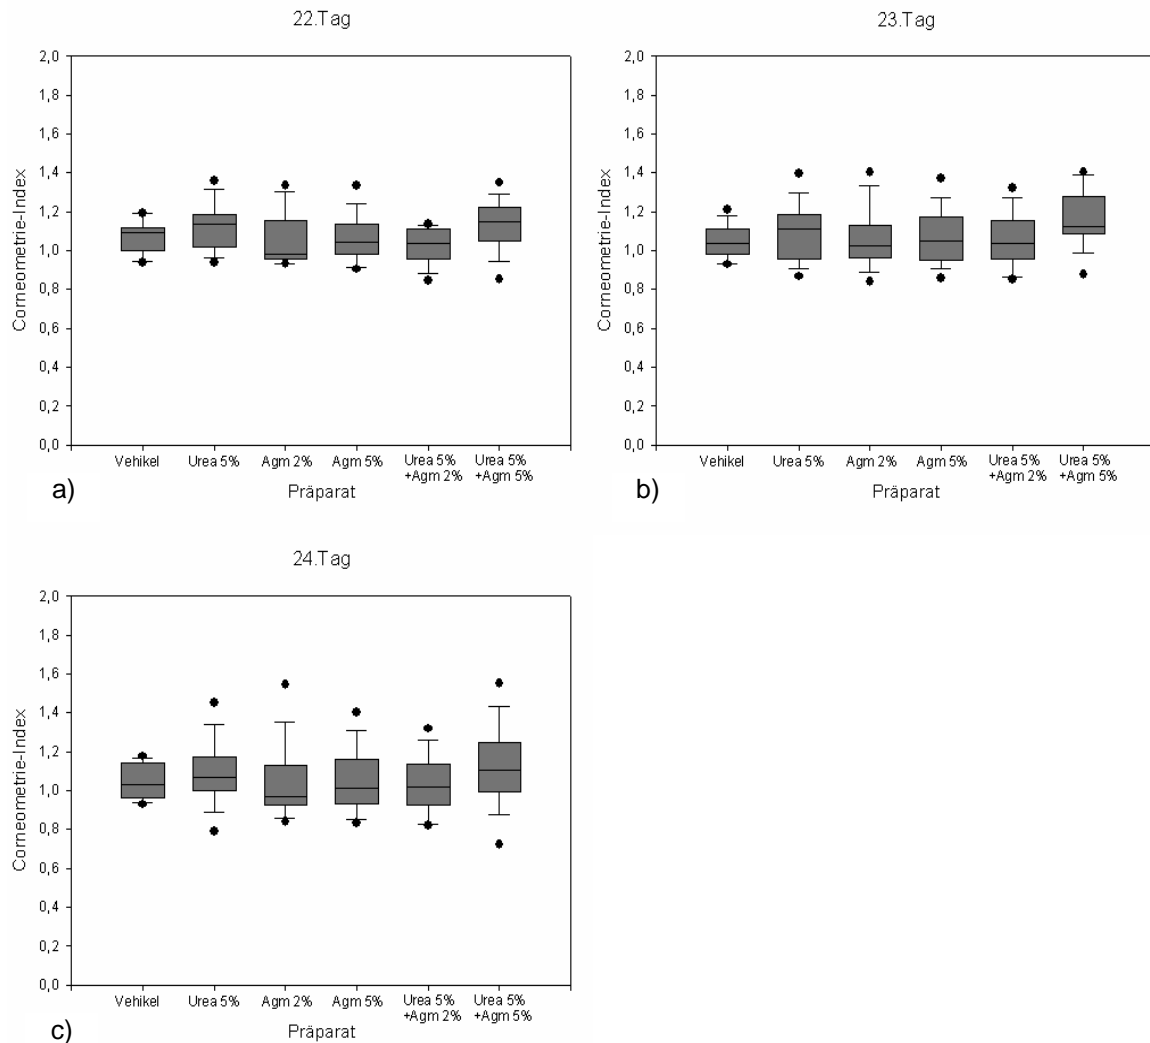 22.Tag
Corneometrie-Index
2,0
1,8
1,6
1,4
1,2
1,0
0,8
0,6
0,4
0,2
0,0
Vehikel Urea 5% Agm 2% Agm 5% Urea 5% Urea 5%
+Agm 2% +Agm 5%
Präparat
a)
23.Tag
Corneometrie-Index
2,0
1,8
1,6
1,4
1,2
1,0
0,8
0,6
0,4
0,2
0,0
Vehikel Urea 5% Agm 2% Agm 5% Urea 5% Urea 5%
+Agm 2% +Agm 5%
Präparat
b)
24.Tag
Corneometrie-Index
2,0
1,8
1,6
1,4
1,2
1,0
0,8
0,6
0,4
0,2
0,0
Vehikel Urea 5% Agm 2% Agm 5% Urea 5% Urea 5%
+Agm 2% +Agm 5%
Präparat
c)